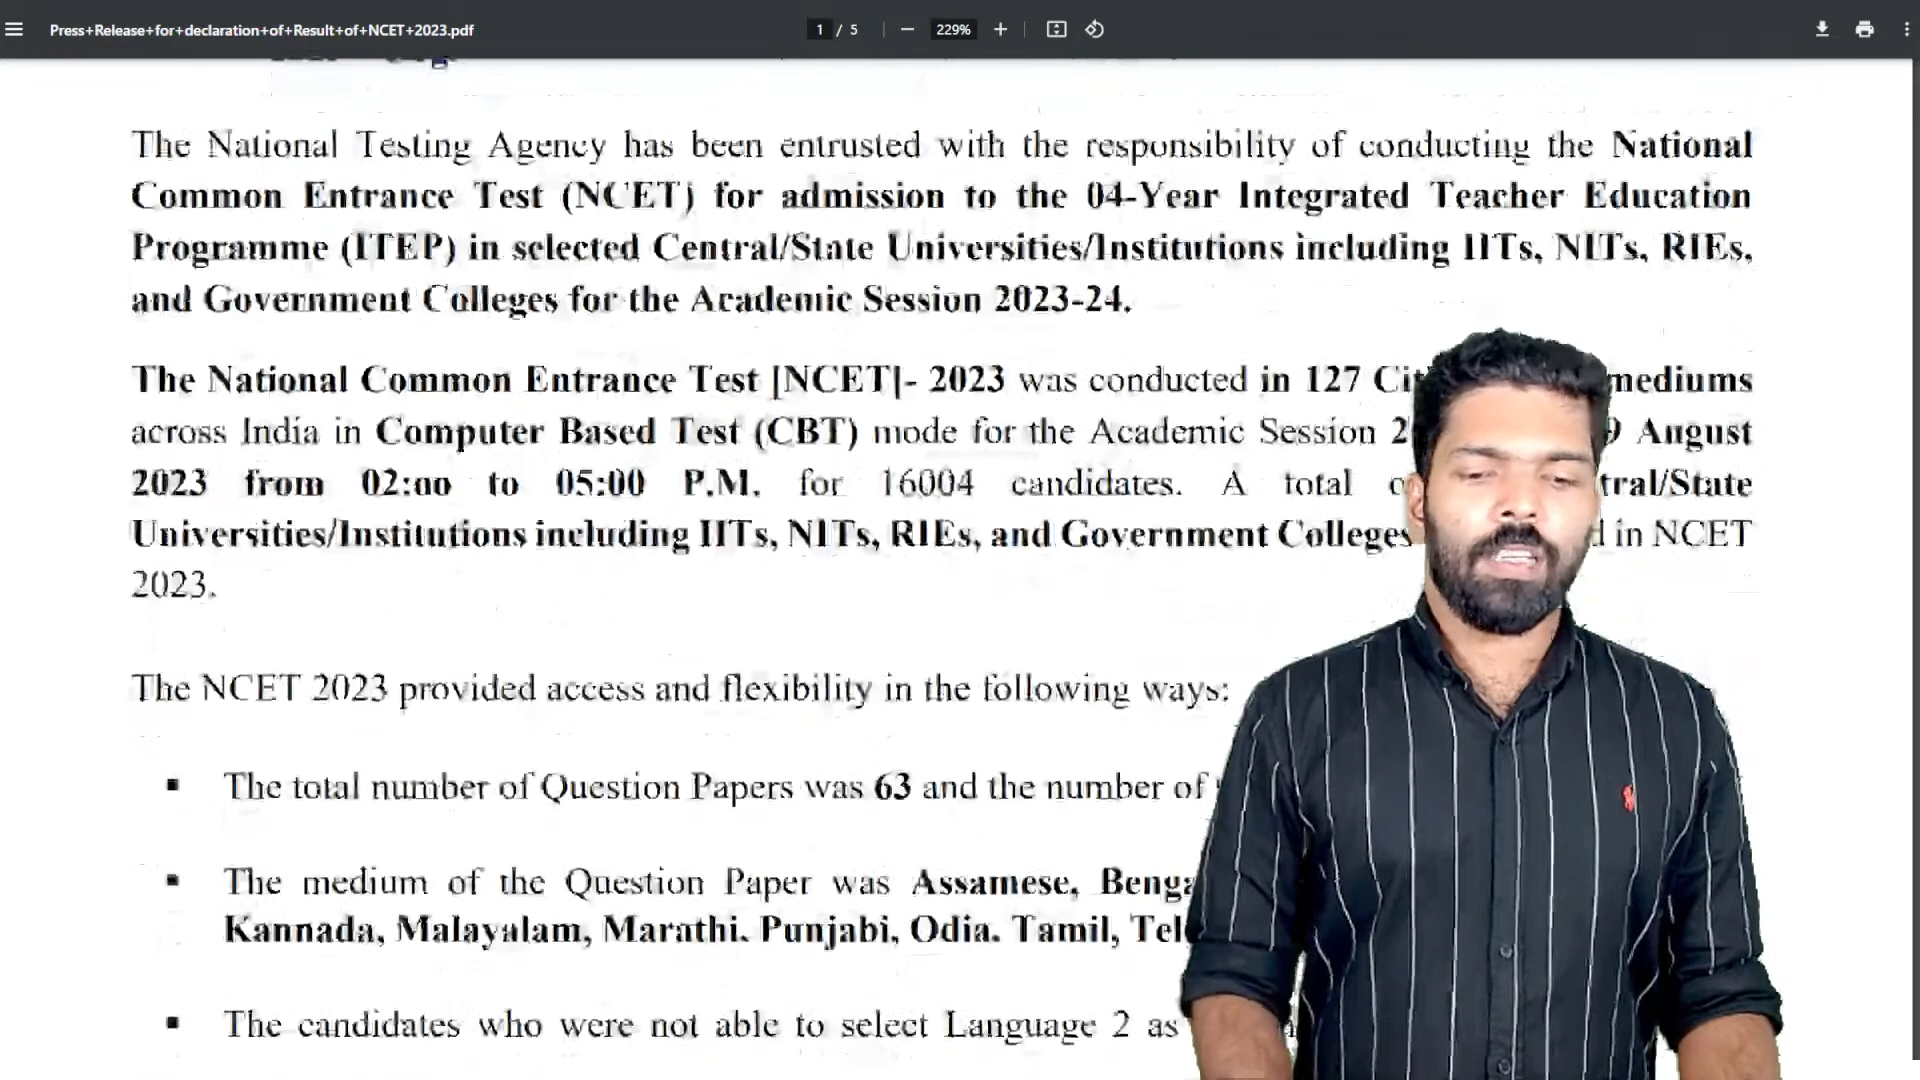 Press+Release+for+declaration+of+Result+of+NCET+2023.pdf
1 / 5
229%
The National Testing Agency has been entrusted with the responsibility of conducting the National
Common Entrance Test (NCET) for admission to the 04-Year Integrated Teacher Education
Programme (ITEP) in selected Central/State Universities/Institutions including IITs, NITs, RIEs,
and Government Colleges for the Academic Session 2023-24.
The National Common Entrance Test [NCET]- 2023 was conducted in 127 mediums
across India in Computer Based Test (CBT) mode for the Academic Session August
2023 from 02:00 to 05:00 P.M. for 16004 candidates. A total
Universities/Institutions including IITs, NITs, RIEs, and Government Colleges in NCET
2023.
The NCET 2023 provided access and flexibility in the following ways:
▪ The total number of Question Papers was 63 and the number of
▪ The medium of the Question Paper was Assamese,
Kannada, Malayalam, Marathi. Punjabi, Odia. Tamil,
▪ The candidates who were not able to select Language 2 as